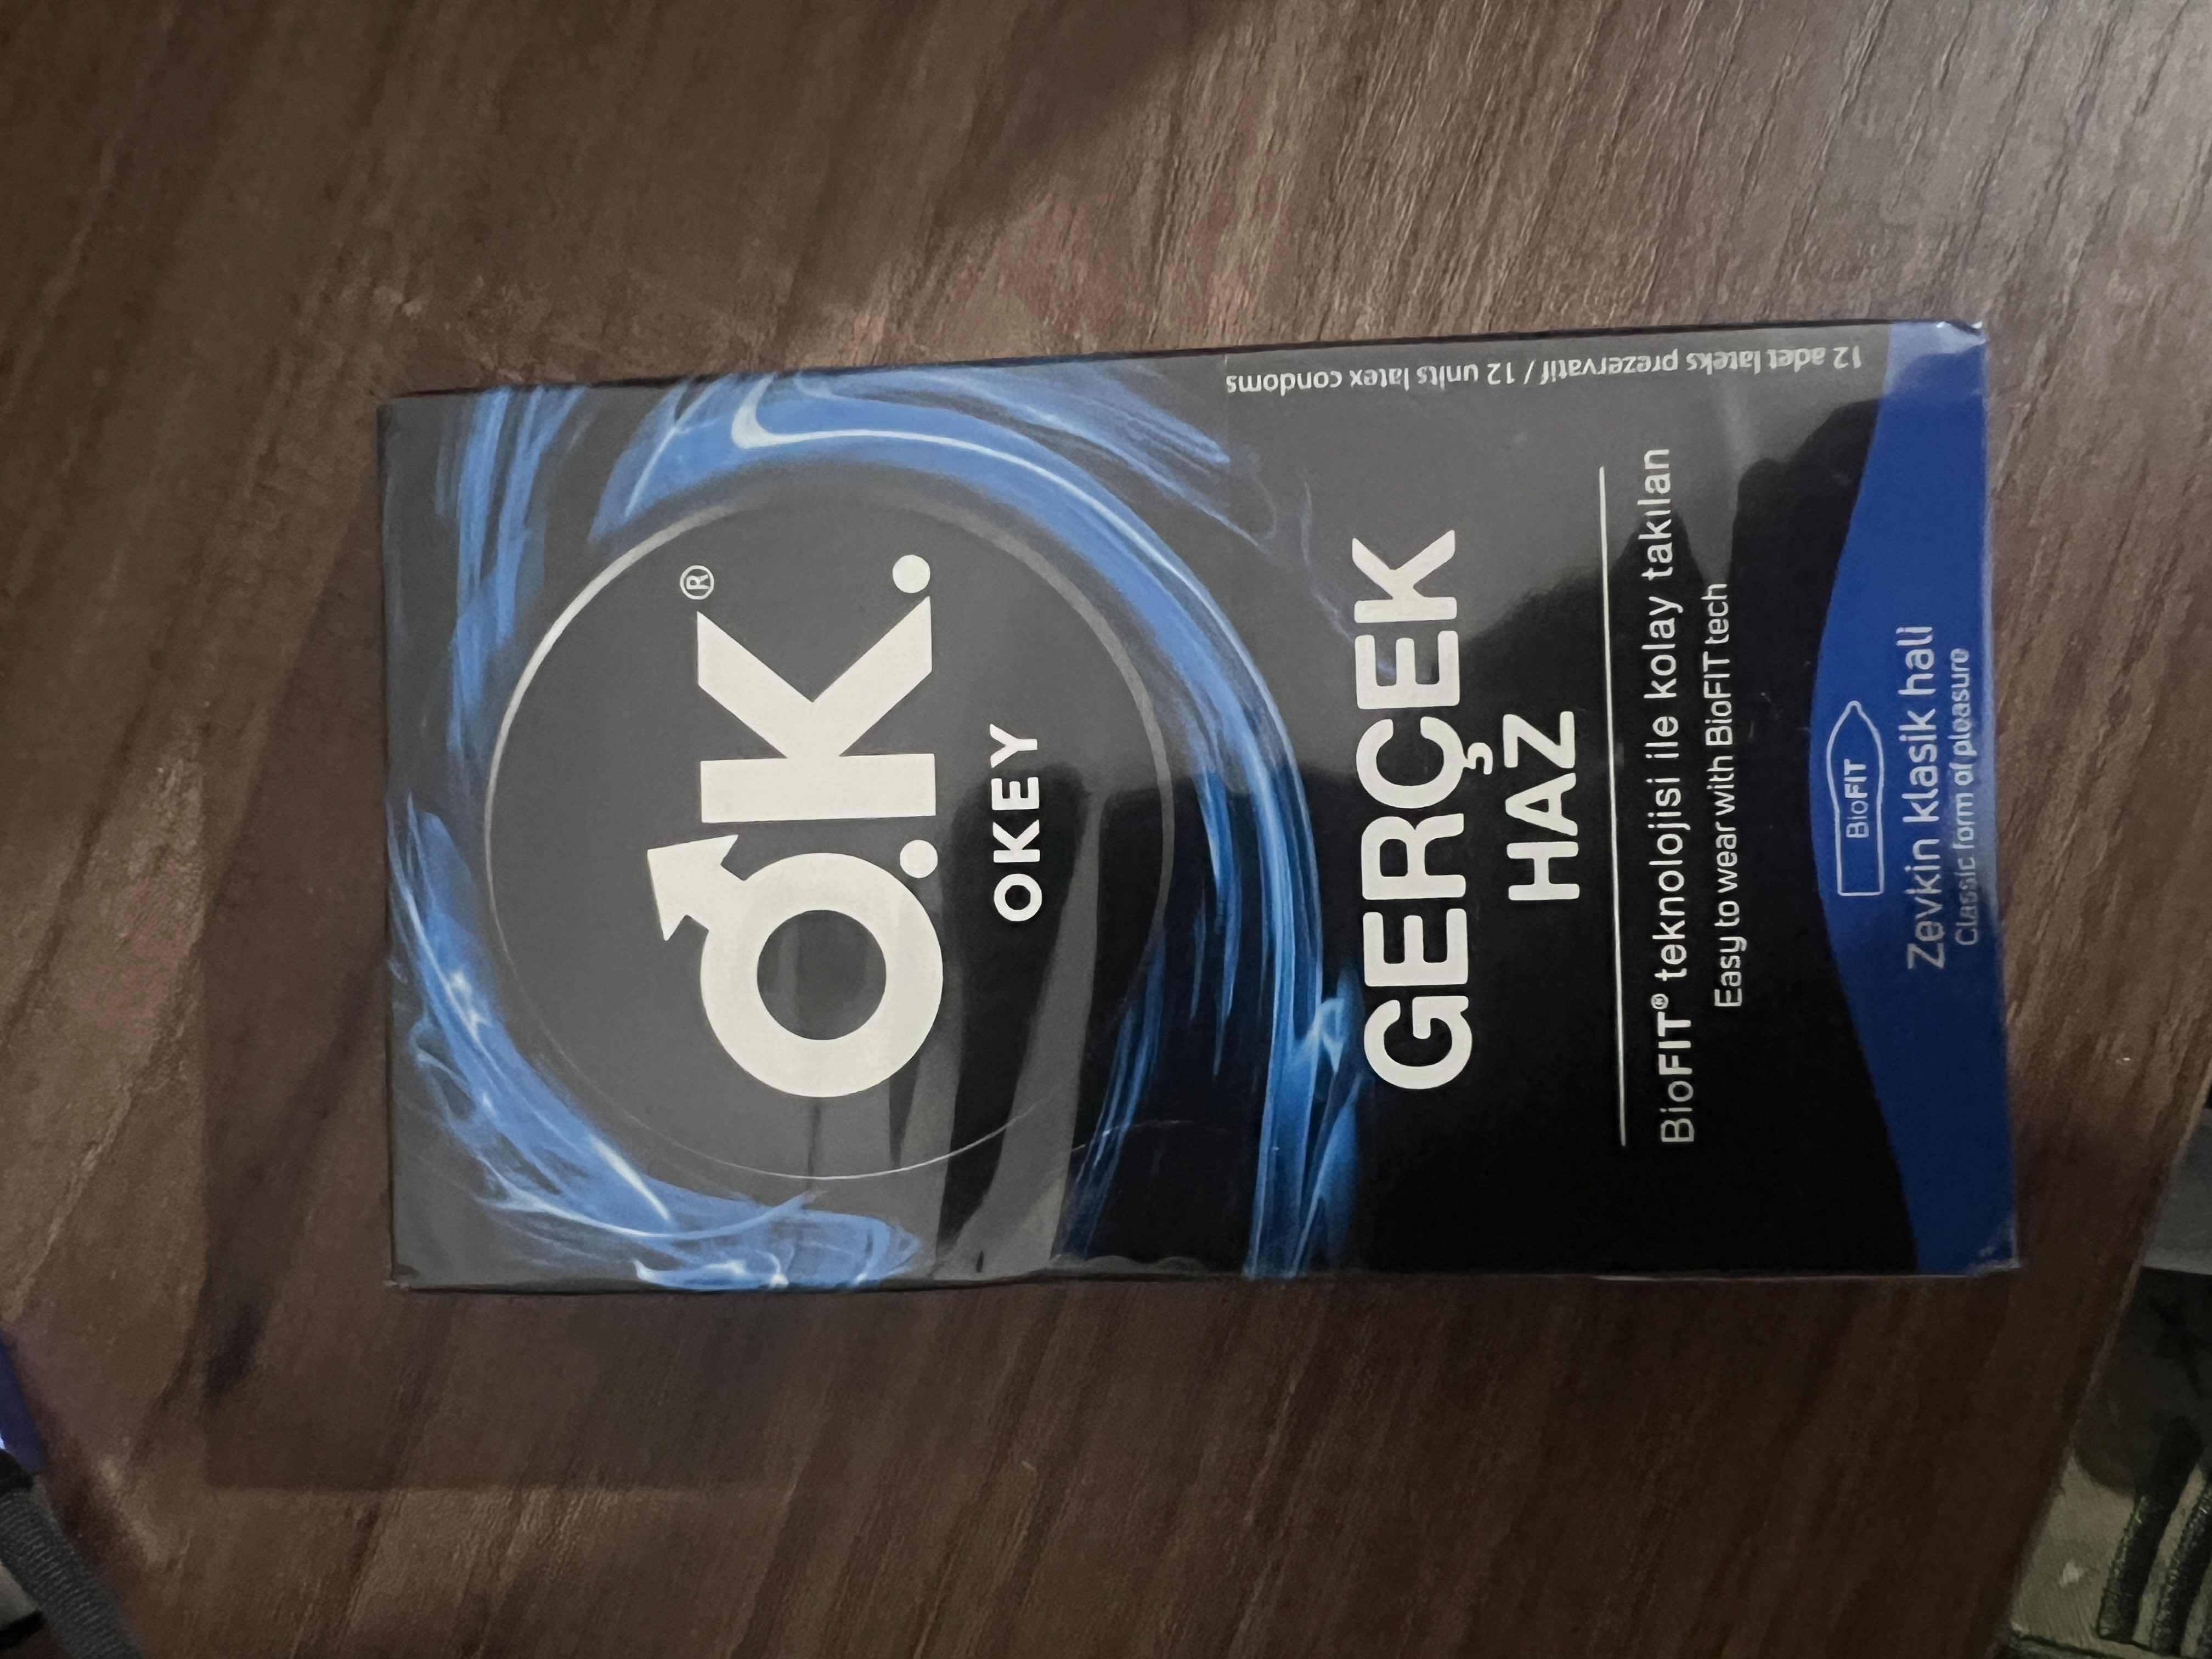 O.K.®
OKEY
GERÇEK
HAZ
BioFIT® teknolojisi ile kolay takılan
Easy to wear with BioFIT tech
BioFIT
Zevkin klasik hali
Classic form of pleasure
12 adet lateks prezervatif / 12 units latex condoms